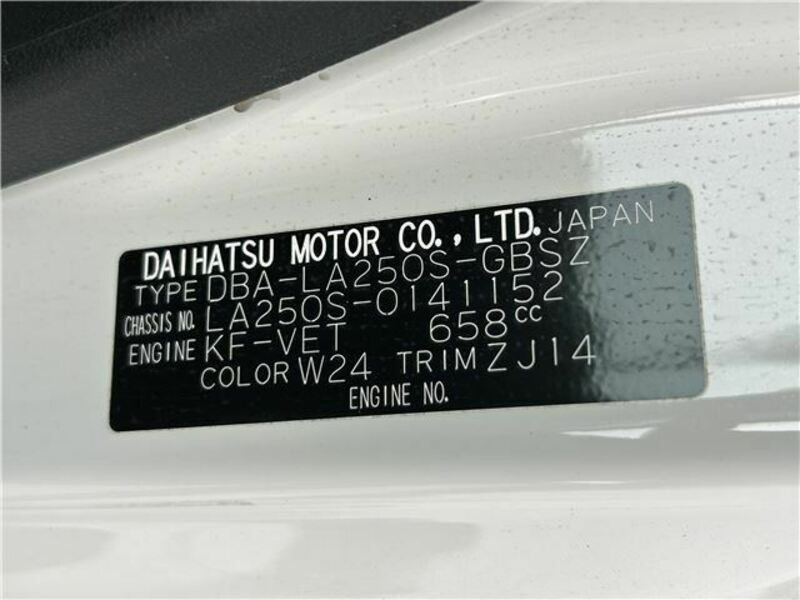 DAIHATSU MOTOR CO., LTD. JAPAN
TYPE DBA-LA250S-GBSZ
CHASSIS NO. LA250S-0141152
ENGINE KF-VET 658cc
COLOR W24 TRIM ZJ14
ENGINE NO.